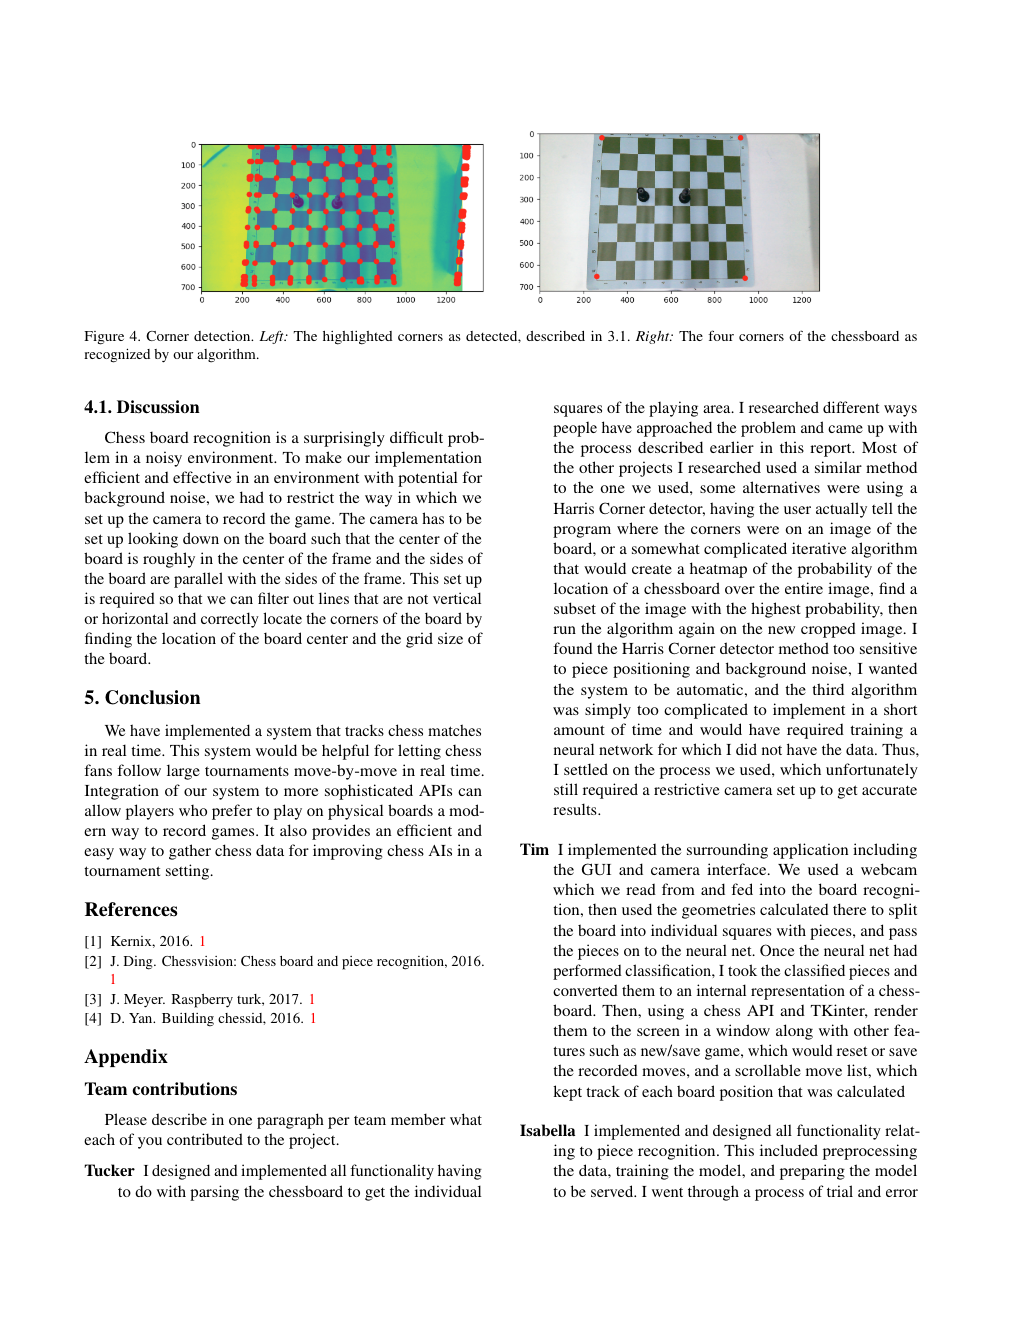 0
100
200
300
400
500
600
700
0
200
400
600
800
1000
1200
0
100
200
300
400
500
600
700
0
200
400
600
800
1000
1200
Figure 4. Corner detection. Left: The highlighted corners as detected, described in 3.1. Right: The four corners of the chessboard as
recognized by our algorithm.
4.1. Discussion
Chess board recognition is a surprisingly difficult prob-
lem in a noisy environment. To make our implementation
efficient and effective in an environment with potential for
background noise, we had to restrict the way in which we
set up the camera to record the game. The camera has to be
set up looking down on the board such that the center of the
board is roughly in the center of the frame and the sides of
the board are parallel with the sides of the frame. This set up
is required so that we can filter out lines that are not vertical
or horizontal and correctly locate the corners of the board by
finding the location of the board center and the grid size of
the board.
5. Conclusion
We have implemented a system that tracks chess matches
in real time. This system would be helpful for letting chess
fans follow large tournaments move-by-move in real time.
Integration of our system to more sophisticated APIs can
allow players who prefer to play on physical boards a mod-
ern way to record games. It also provides an efficient and
easy way to gather chess data for improving chess AIs in a
tournament setting.
References
[1] Kernix, 2016. 1
[2] J. Ding. Chessvision: Chess board and piece recognition, 2016.
1
[3] J. Meyer. Raspberry turk, 2017. 1
[4] D. Yan. Building chessid, 2016. 1
Appendix
Team contributions
Please describe in one paragraph per team member what
each of you contributed to the project.
Tucker I designed and implemented all functionality having
to do with parsing the chessboard to get the individual
squares of the playing area. I researched different ways
people have approached the problem and came up with
the process described earlier in this report. Most of
the other projects I researched used a similar method
to the one we used, some alternatives were using a
Harris Corner detector, having the user actually tell the
program where the corners were on an image of the
board, or a somewhat complicated iterative algorithm
that would create a heatmap of the probability of the
location of a chessboard over the entire image, find a
subset of the image with the highest probability, then
run the algorithm again on the new cropped image. I
found the Harris Corner detector method too sensitive
to piece positioning and background noise, I wanted
the system to be automatic, and the third algorithm
was simply too complicated to implement in a short
amount of time and would have required training a
neural network for which I did not have the data. Thus,
I settled on the process we used, which unfortunately
still required a restrictive camera set up to get accurate
results.
Tim I implemented the surrounding application including
the GUI and camera interface. We used a webcam
which we read from and fed into the board recogni-
tion, then used the geometries calculated there to split
the board into individual squares with pieces, and pass
the pieces on to the neural net. Once the neural net had
performed classification, I took the classified pieces and
converted them to an internal representation of a chess-
board. Then, using a chess API and TKinter, render
them to the screen in a window along with other fea-
tures such as new/save game, which would reset or save
the recorded moves, and a scrollable move list, which
kept track of each board position that was calculated
Isabella I implemented and designed all functionality relat-
ing to piece recognition. This included preprocessing
the data, training the model, and preparing the model
to be served. I went through a process of trial and error